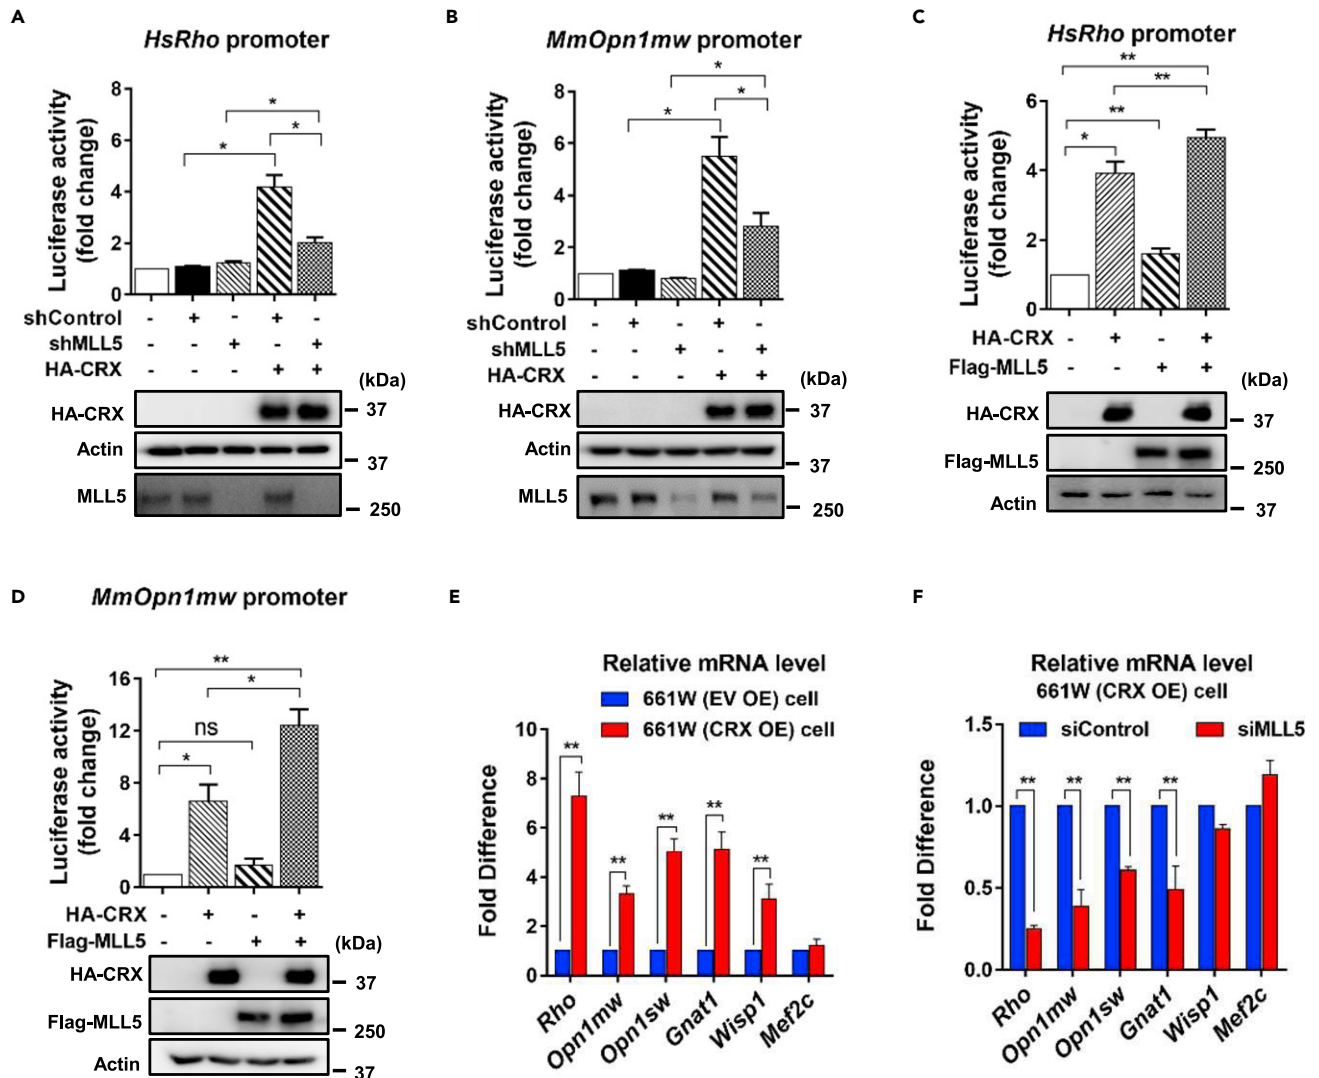 A
HsRho promoter
Luciferase activity
(fold change)
8
6
4
2
0
*
*
*
shControl - + - + -
shMLL5 - - + - +
HA-CRX - - - + +
(kDa)
HA-CRX 37
Actin 37
MLL5 250
B
MmOpn1mw promoter
Luciferase activity
(fold change)
8
6
4
2
0
*
*
*
shControl - + - + -
shMLL5 - - + - +
HA-CRX - - - + +
(kDa)
HA-CRX 37
Actin 37
MLL5 250
C
HsRho promoter
Luciferase activity
(fold change)
6
4
2
0
**
**
**
*
HA-CRX - + - +
Flag-MLL5 - - + +
(kDa)
HA-CRX 37
Flag-MLL5 250
Actin 37
D
MmOpn1mw promoter
Luciferase activity
(fold change)
16
12
8
4
0
**
*
ns
*
HA-CRX - + - +
Flag-MLL5 - - + +
(kDa)
HA-CRX 37
Flag-MLL5 250
Actin 37
E
Relative mRNA level
661W (EV OE) cell
661W (CRX OE) cell
Fold Difference
10
8
6
4
2
0
** ** ** ** **
Rho Opn1mw Opn1sw Gnat1 Wisp1 Mef2c
F
Relative mRNA level
661W (CRX OE) cell
siControl siMLL5
Fold Difference
1.5
1.0
0.5
0.0
** ** ** **
Rho Opn1mw Opn1sw Gnat1 Wisp1 Mef2c